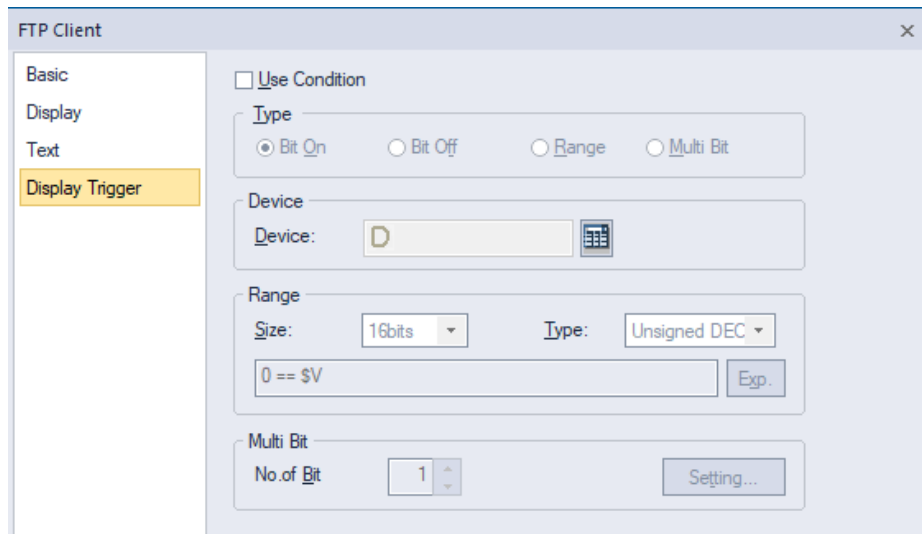 FTP Client
Basic
Display
Text
Display Trigger
Use Condition
Type
Bit On Bit Off Range Multi Bit
Device
Device: D
Range
Size: 16bits Type: Unsigned DEC
0 == $V Exp.
Multi Bit
No.of Bit 1 Setting...